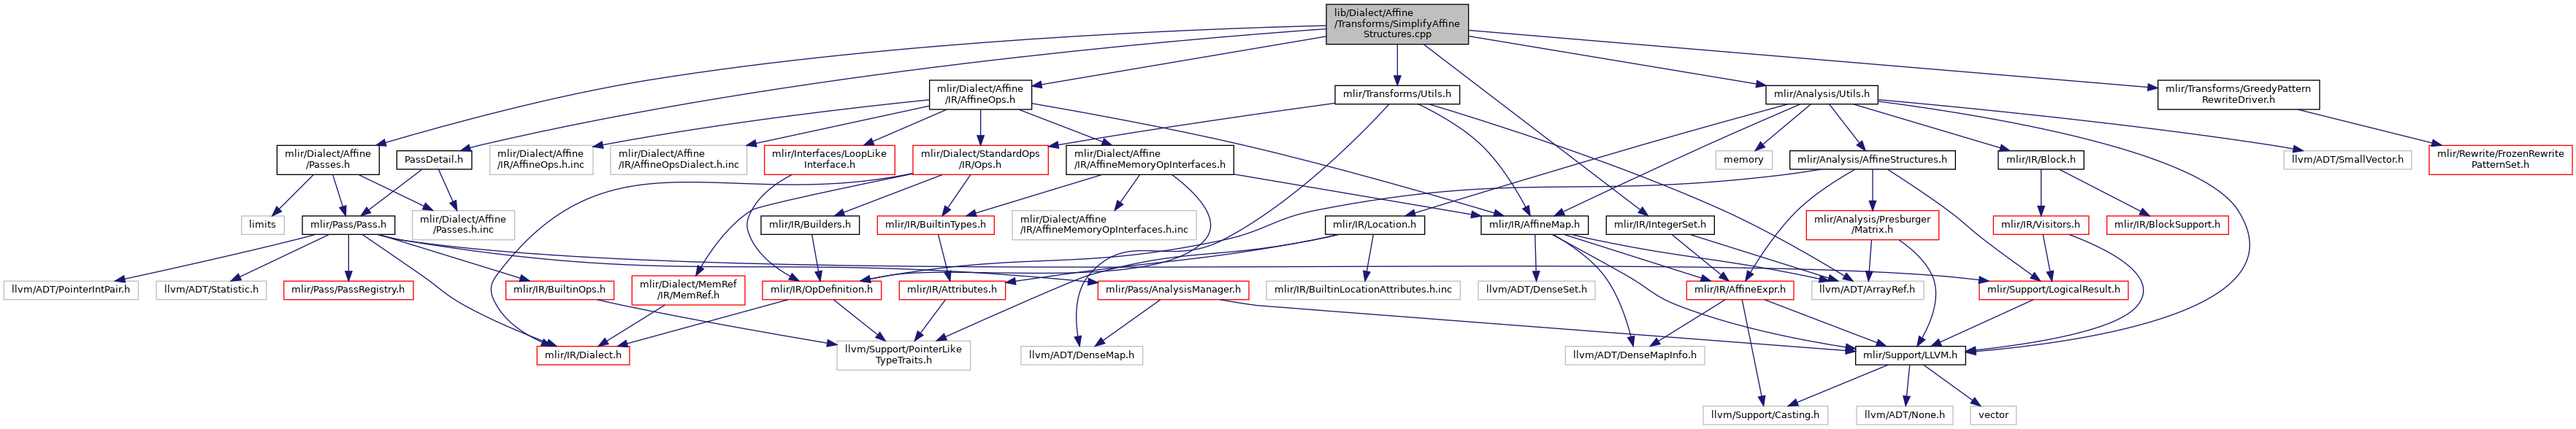 lib/Dialect/Affine
/Transforms/SimplifyAffine
Structures.cpp
mlir/Dialect/Affine
/IR/AffineOps.h
mlir/Transforms/Utils.h
mlir/Analysis/Utils.h
mlir/Transforms/GreedyPattern
RewriteDriver.h
mlir/Dialect/Affine
/Passes.h
PassDetail.h
mlir/Dialect/Affine
/IR/AffineOps.h.inc
mlir/Dialect/Affine
/IR/AffineOpsDialect.h.inc
mlir/Interfaces/LoopLike
Interface.h
mlir/Dialect/StandardOps
/IR/Ops.h
mlir/Dialect/Affine
/IR/AffineMemoryOpInterfaces.h
memory
mlir/Analysis/AffineStructures.h
mlir/IR/Block.h
llvm/ADT/SmallVector.h
mlir/Rewrite/FrozenRewrite
PatternSet.h
limits
mlir/Pass/Pass.h
mlir/Dialect/Affine
/Passes.h.inc
mlir/IR/Builders.h
mlir/IR/BuiltinTypes.h
mlir/Dialect/Affine
/IR/AffineMemoryOpInterfaces.h.inc
mlir/IR/Location.h
mlir/IR/AffineMap.h
mlir/IR/IntegerSet.h
mlir/Analysis/Presburger
/Matrix.h
mlir/IR/Visitors.h
mlir/IR/BlockSupport.h
llvm/ADT/PointerIntPair.h
llvm/ADT/Statistic.h
mlir/Pass/PassRegistry.h
mlir/IR/BuiltinOps.h
mlir/Dialect/MemRef
/IR/MemRef.h
mlir/IR/OpDefinition.h
mlir/IR/Attributes.h
mlir/Pass/AnalysisManager.h
mlir/IR/BuiltinLocationAttributes.h.inc
llvm/ADT/DenseSet.h
mlir/IR/AffineExpr.h
llvm/ADT/ArrayRef.h
mlir/Support/LogicalResult.h
mlir/IR/Dialect.h
llvm/Support/PointerLike
TypeTraits.h
llvm/ADT/DenseMap.h
llvm/ADT/DenseMapInfo.h
mlir/Support/LLVM.h
llvm/Support/Casting.h
llvm/ADT/None.h
vector